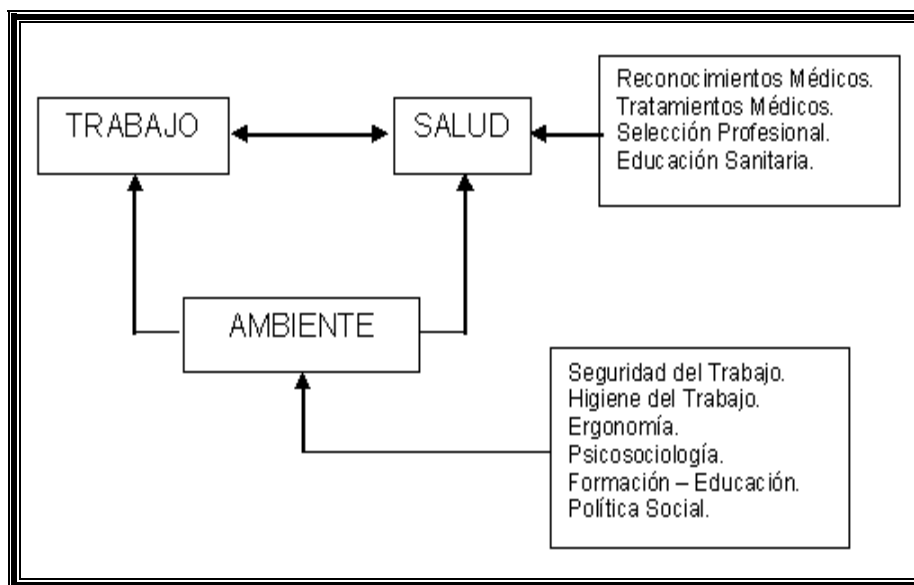 TRABAJO
SALUD
Reconocimientos Médicos.
Tratamientos Médicos.
Selección Profesional.
Educación Sanitaria.
AMBIENTE
Seguridad del Trabajo.
Higiene del Trabajo.
Ergonomía.
Psicosociología.
Formación – Educación.
Política Social.